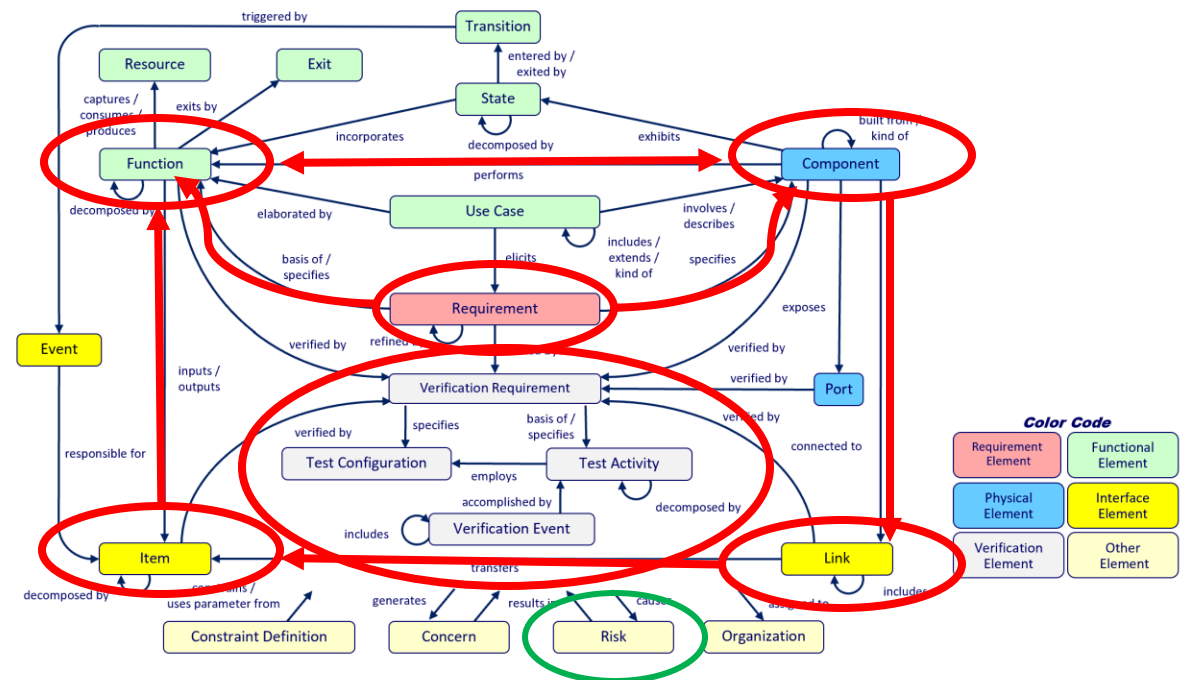 triggered by
Transition
entered by /
exited by
Resource
Exit
captures /
consume /
produces
exits by
State
decomposed by
incorporates
exhibits
built from /
kind of
Function
performs
Component
decomposed by
elaborated by
Use Case
involves /
describes
includes /
extends /
kind of
basis of /
specifies
elicits
specifies
Requirement
refined
exposes
Event
verified by
verified by
inputs /
outputs
Verification Requirement
verified by
Port
verified by
specifies
basis of /
specifies
verified by
connected to
Test Configuration
employs
Test Activity
responsible for
accomplished by
decomposed by
includes
Verification Event
Item
transfers
Link
decomposed by
constrains /
uses parameter from
includes
generates
results in
causes
assigned to
Constraint Definition
Concern
Risk
Organization
Color Code
Requirement
Element
Functional
Element
Physical
Element
Interface
Element
Verification
Element
Other
Element